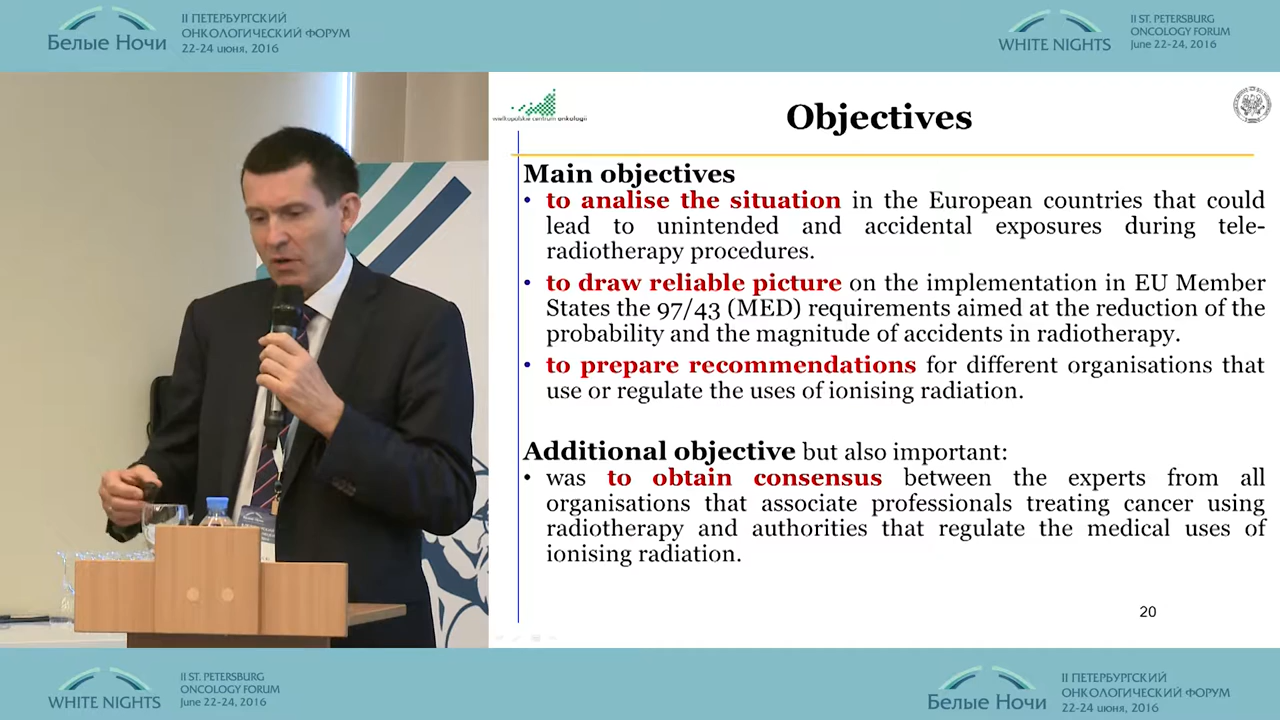 Белые Ночи
II ПЕТЕРБУРГСКИЙ
ОНКОЛОГИЧЕСКИЙ ФОРУМ
22-24 июня, 2016
WHITE NIGHTS
II ST. PETERSBURG
ONCOLOGY FORUM
June 22-24, 2016
wielkopolskie centrum onkologii
Objectives
Main objectives
• to analise the situation in the European countries that could
lead to unintended and accidental exposures during tele-
radiotherapy procedures.
• to draw reliable picture on the implementation in EU Member
States the 97/43 (MED) requirements aimed at the reduction of the
probability and the magnitude of accidents in radiotherapy.
• to prepare recommendations for different organisations that
use or regulate the uses of ionising radiation.
Additional objective but also important:
• was to obtain consensus between the experts from all
organisations that associate professionals treating cancer using
radiotherapy and authorities that regulate the medical uses of
ionising radiation.
20
WHITE NIGHTS
II ST. PETERSBURG
ONCOLOGY FORUM
June 22-24, 2016
Белые Ночи
II ПЕТЕРБУРГСКИЙ
ОНКОЛОГИЧЕСКИЙ ФОРУМ
22-24 июня, 2016